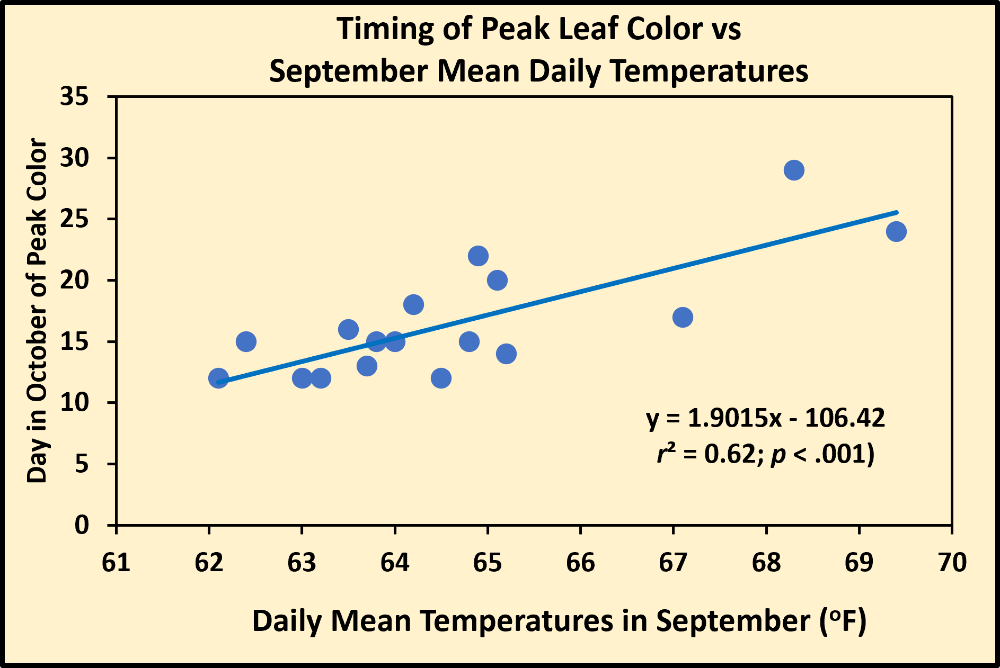 Timing of Peak Leaf Color vs
September Mean Daily Temperatures
35
30
25
20
15
10
5
0
Day in October of Peak Color
y = 1.9015x - 106.42
r² = 0.62; p < .001)
61 62 63 64 65 66 67 68 69 70
Daily Mean Temperatures in September (ºF)